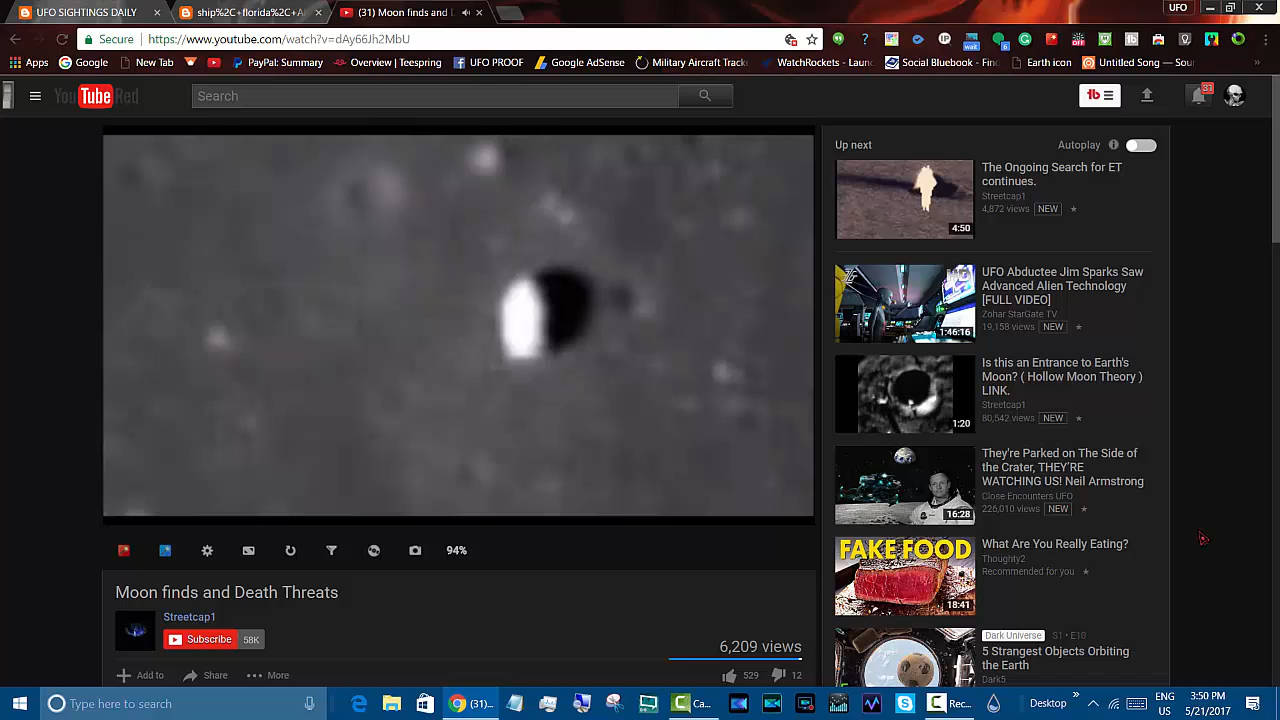 UFO SIGHTINGS DAILY
ship%2C+florida%2C+A
(31) Moon finds and D
UFO
Secure
https://www.youtube.com/watch?v=dAy66Jh2MbU
Apps
Google
New Tab
PayPal: Summary
Overview | Teespring
UFO PROOF
Google AdSense
Military Aircraft Track
WatchRockets - Laun
Social Bluebook - Fin
Earth icon
Untitled Song — Sou
YouTube Red
Search
31
Up next
Autoplay
The Ongoing Search for ET
continues.
Streetcap1
4,872 views NEW
4:50
UFO Abductee Jim Sparks Saw
Advanced Alien Technology
[FULL VIDEO]
Zohar StarGate TV
19,158 views NEW
1:46:16
Is this an Entrance to Earth's
Moon? ( Hollow Moon Theory )
LINK.
Streetcap1
80,542 views NEW
1:20
They're Parked on The Side of
the Crater, THEY'RE
WATCHING US! Neil Armstrong
Close Encounters UFO
226,010 views NEW
16:28
FAKE FOOD
What Are You Really Eating?
Thoughty2
Recommended for you
18:41
Dark Universe S1 • E10
5 Strangest Objects Orbiting
the Earth
Dark5
94%
Moon finds and Death Threats
Streetcap1
Subscribe 58K
6,209 views
Add to
Share
More
529
12
Type here to search
(31)...
Ca...
Rec...
Desktop
ENG
US
3:50 PM
5/21/2017